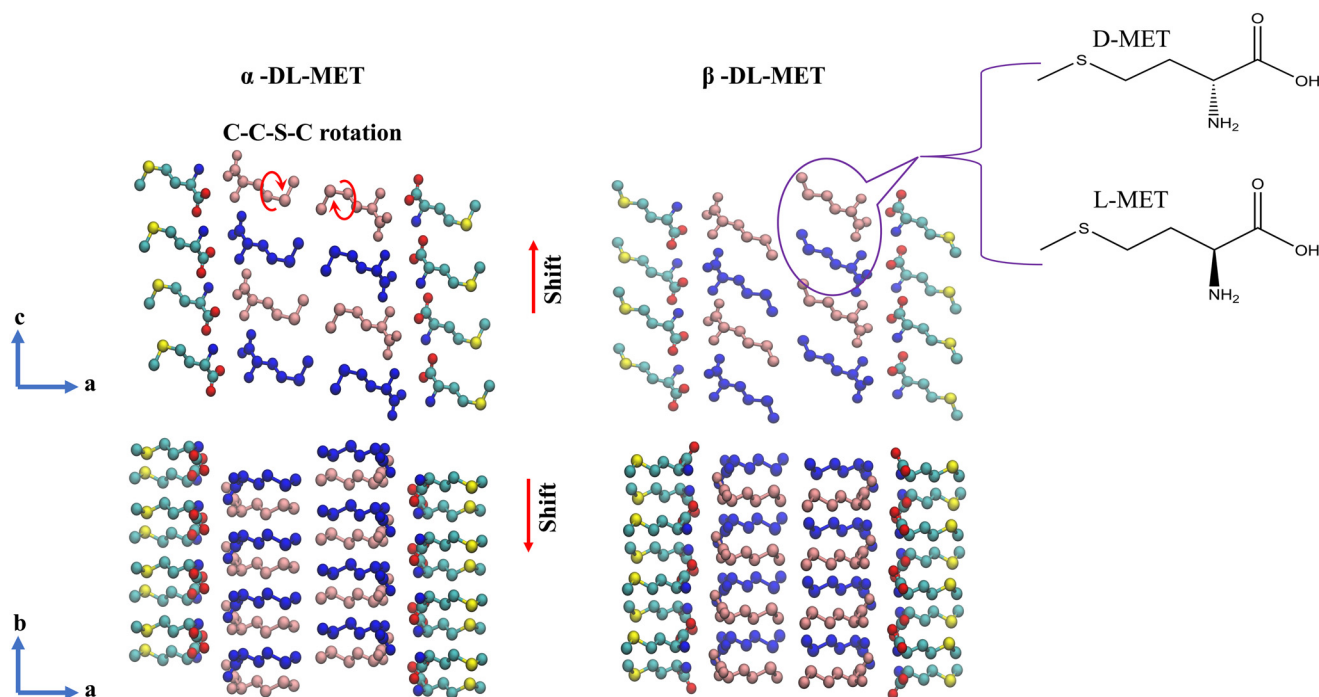 α -DL-MET
C-C-S-C rotation
β -DL-MET
D-MET
S
O
OH
NH2
L-MET
S
O
OH
NH2
Shift
c
a
Shift
b
a